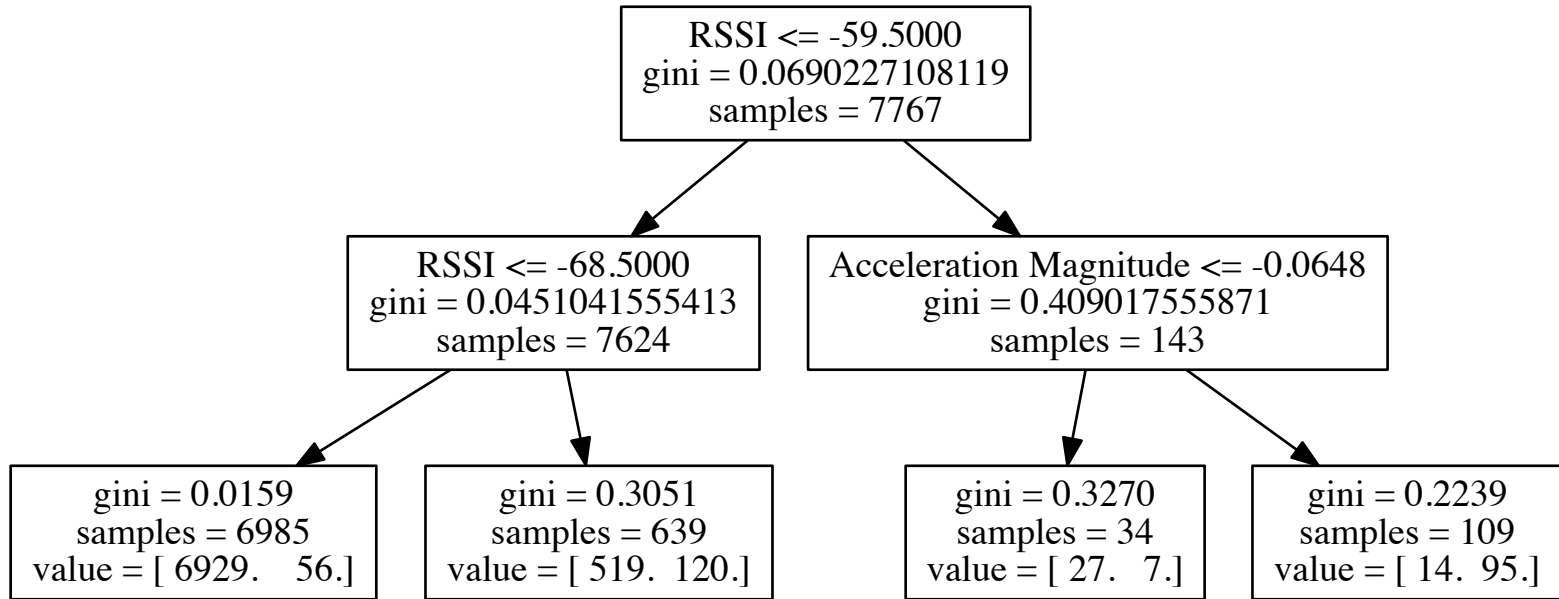 RSSI <= -59.5000
gini = 0.0690227108119
samples = 7767
RSSI <= -68.5000
gini = 0.0451041555413
samples = 7624
Acceleration Magnitude <= -0.0648
gini = 0.409017555871
samples = 143
gini = 0.0159
samples = 6985
value = [ 6929.    56.]
gini = 0.3051
samples = 639
value = [ 519.  120.]
gini = 0.3270
samples = 34
value = [ 27.   7.]
gini = 0.2239
samples = 109
value = [ 14.  95.]